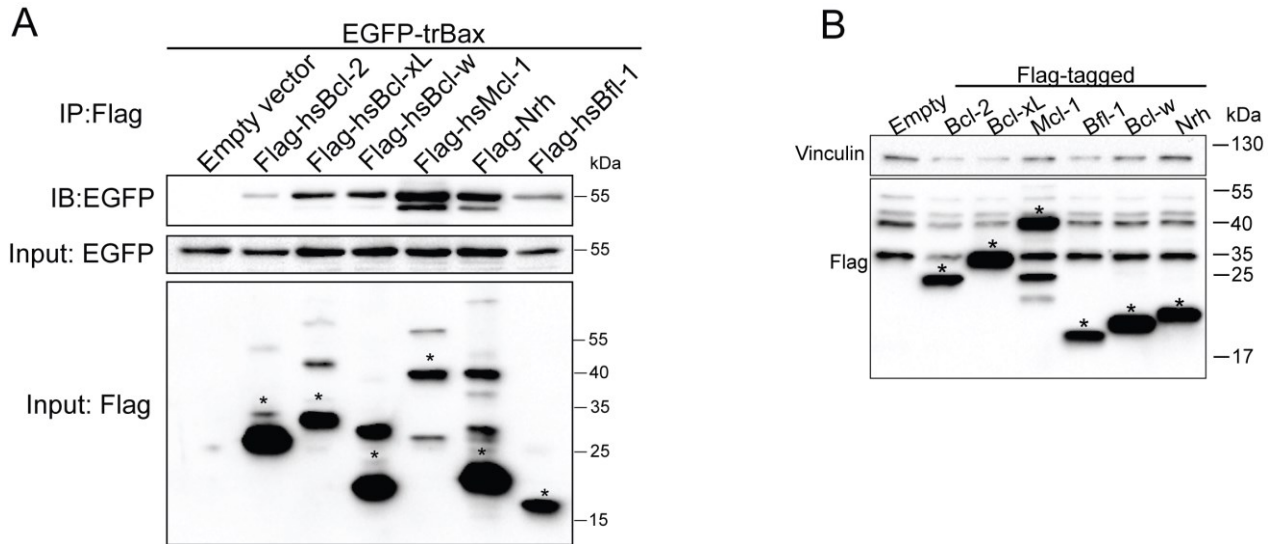 A
EGFP-trBax
IP:Flag
Empty vector
Flag-hsBcl-2
Flag-hsBcl-xL
Flag-hsBcl-w
Flag-hsMcl-1
Flag-Nrh
Flag-hsBfl-1
kDa
IB:EGFP
55
Input: EGFP
55
Input: Flag
*
*
*
*
*
*
55
40
35
25
15
B
Flag-tagged
Empty
Bcl-2
Bcl-xL
Mcl-1
Bfl-1
Bcl-w
Nrh
kDa
Vinculin
130
Flag
*
*
*
*
*
*
55
40
35
25
17